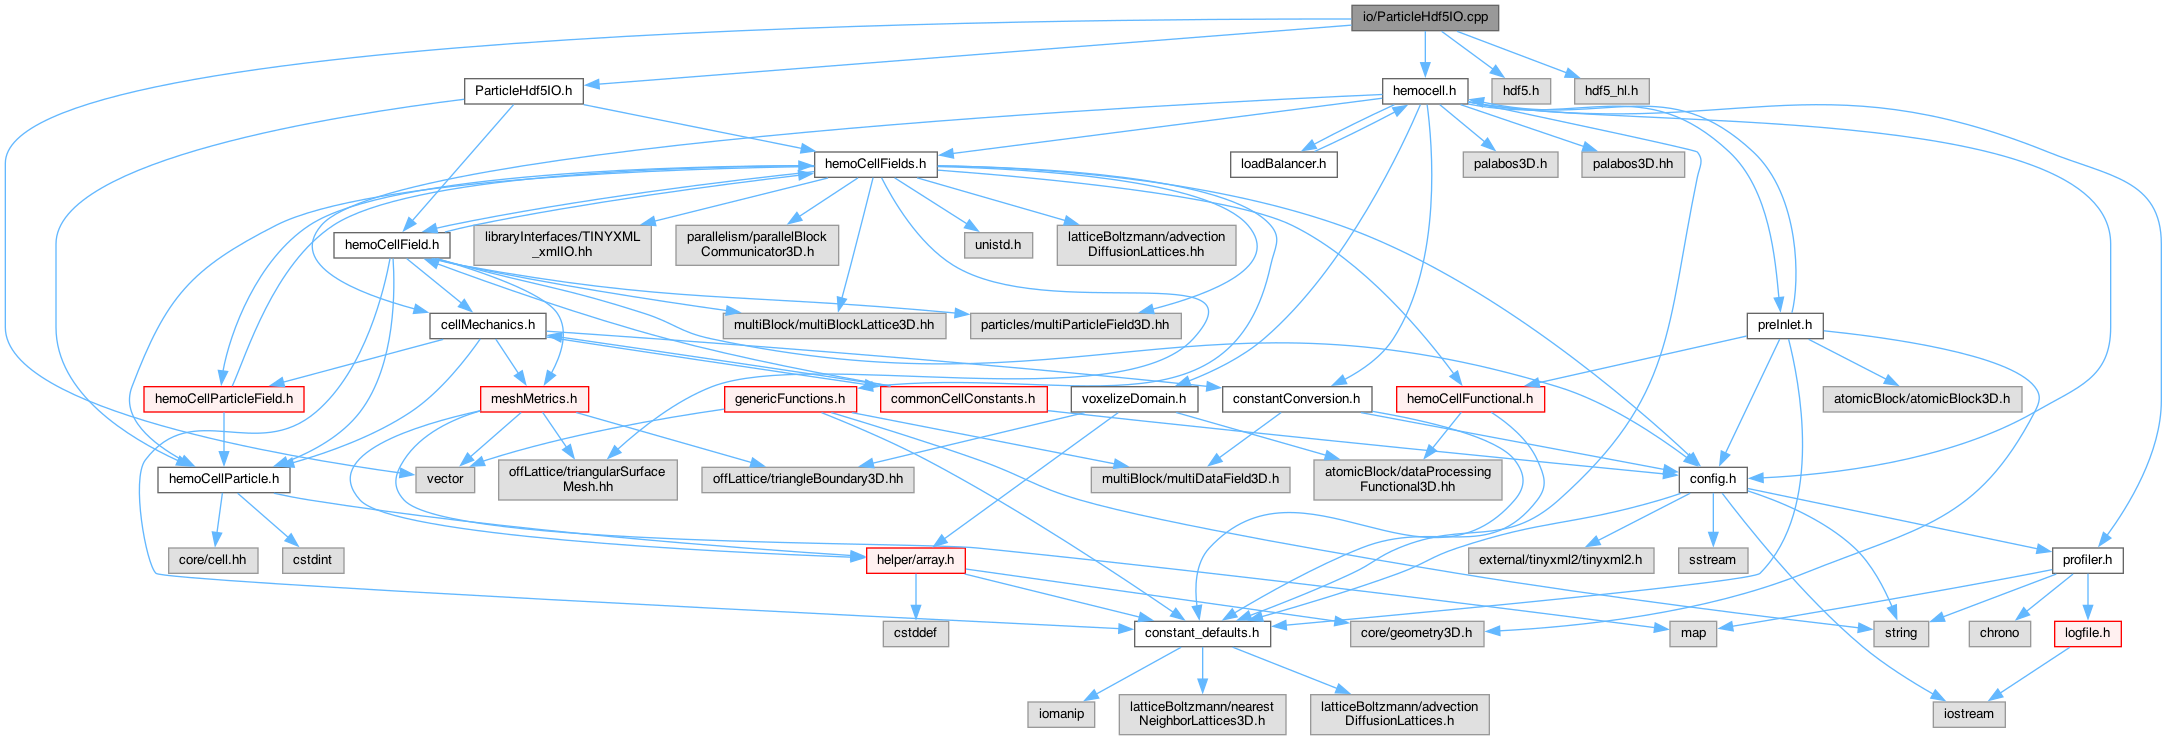 io/ParticleHdf5IO.cpp
ParticleHdf5IO.h
hemocell.h
hdf5.h
hdf5_hl.h
hemoCellFields.h
loadBalancer.h
palabos3D.h
palabos3D.hh
hemoCellField.h
libraryInterfaces/TINYXML
_xmlIO.hh
parallelism/parallelBlock
Communicator3D.h
unistd.h
latticeBoltzmann/advection
DiffusionLattices.hh
cellMechanics.h
multiBlock/multiBlockLattice3D.hh
particles/multiParticleField3D.hh
preInlet.h
hemoCellParticleField.h
meshMetrics.h
genericFunctions.h
commonCellConstants.h
voxelizeDomain.h
constantConversion.h
hemoCellFunctional.h
atomicBlock/atomicBlock3D.h
hemoCellParticle.h
vector
offLattice/triangularSurface
Mesh.hh
offLattice/triangleBoundary3D.hh
multiBlock/multiDataField3D.h
atomicBlock/dataProcessing
Functional3D.hh
config.h
core/cell.hh
cstdint
helper/array.h
external/tinyxml2/tinyxml2.h
sstream
profiler.h
cstddef
constant_defaults.h
core/geometry3D.h
map
string
chrono
logfile.h
iomanip
latticeBoltzmann/nearest
NeighborLattices3D.h
latticeBoltzmann/advection
DiffusionLattices.h
iostream